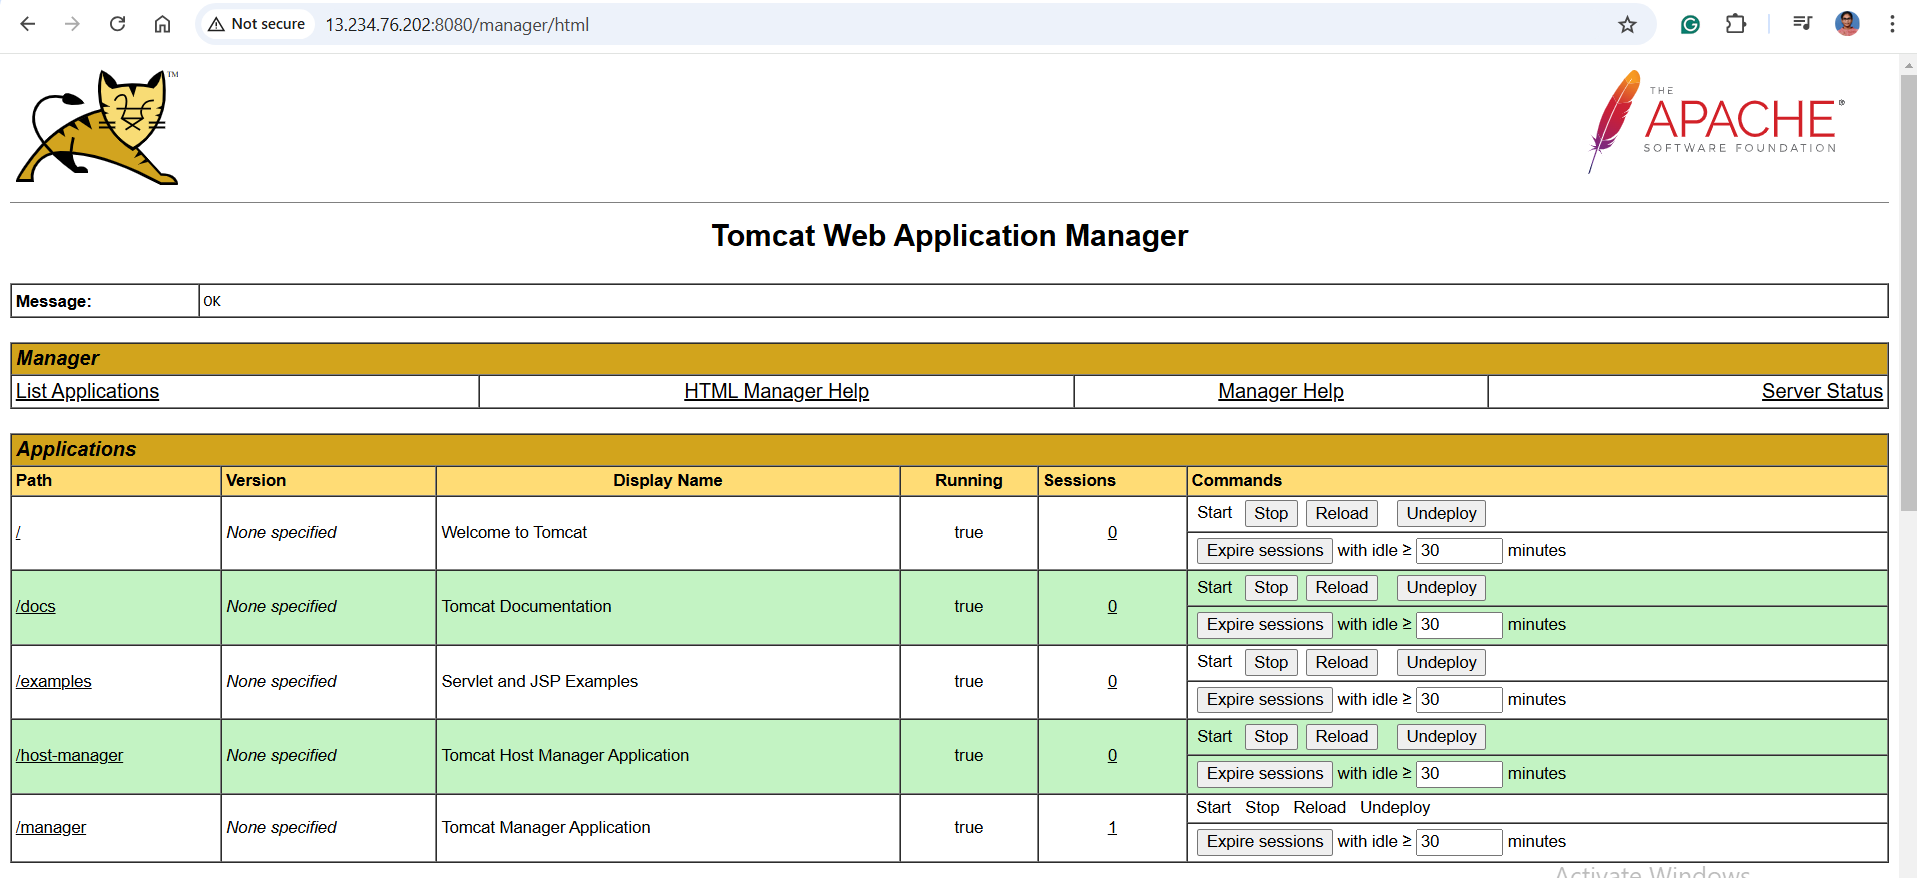 Not secure 13.234.76.202:8080/manager/html
TM
THE
APACHE®
SOFTWARE FOUNDATION
Tomcat Web Application Manager
Message: OK
Manager
List Applications HTML Manager Help Manager Help Server Status
Applications
Path Version Display Name Running Sessions Commands
Start Stop Reload Undeploy
/ None specified Welcome to Tomcat true 0
Expire sessions with idle ≥ 30 minutes
Start Stop Reload Undeploy
/docs None specified Tomcat Documentation true 0
Expire sessions with idle ≥ 30 minutes
Start Stop Reload Undeploy
/examples None specified Servlet and JSP Examples true 0
Expire sessions with idle ≥ 30 minutes
Start Stop Reload Undeploy
/host-manager None specified Tomcat Host Manager Application true 0
Expire sessions with idle ≥ 30 minutes
Start Stop Reload Undeploy
/manager None specified Tomcat Manager Application true 1
Expire sessions with idle ≥ 30 minutes
Activate Windows